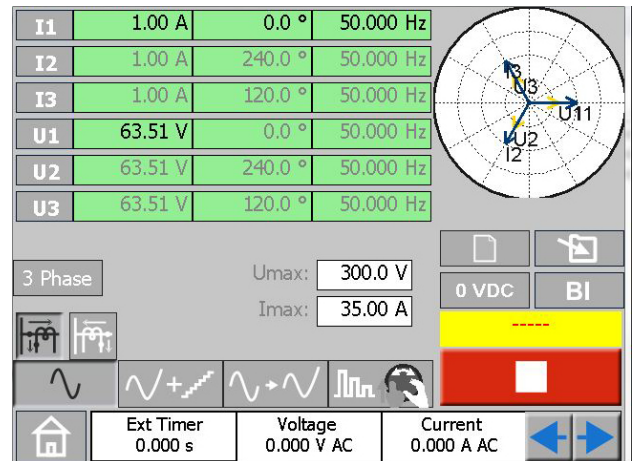 I1 1.00 A 0.0 ° 50.000 Hz
I2 1.00 A 240.0 ° 50.000 Hz
I3 1.00 A 120.0 ° 50.000 Hz
U1 63.51 V 0.0 ° 50.000 Hz
U2 63.51 V 240.0 ° 50.000 Hz
U3 63.51 V 120.0 ° 50.000 Hz
I3
U3
U11
U2
I2
3 Phase
Umax: 300.0 V
Imax: 35.00 A
0 VDC
BI
-----
Ext Timer
0.000 s
Voltage
0.000 V AC
Current
0.000 A AC